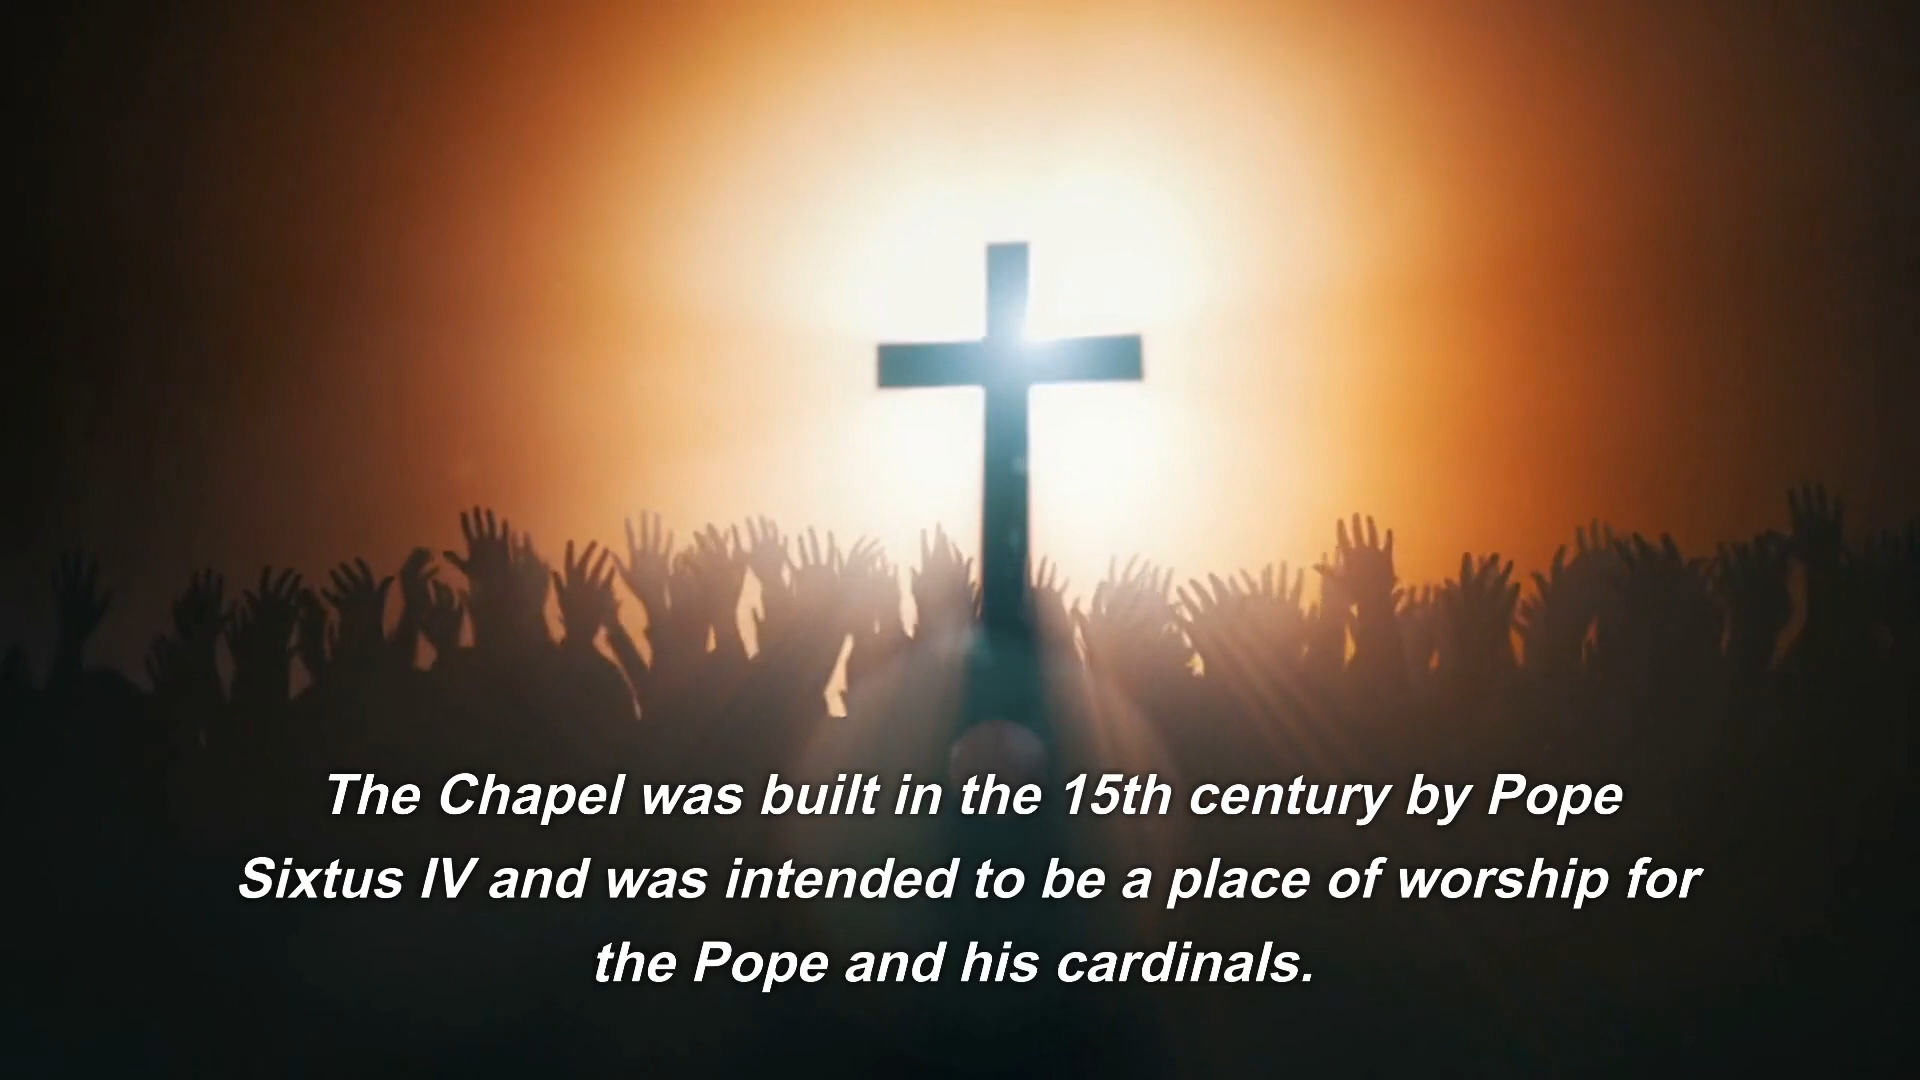 The Chapel was built in the 15th century by Pope
Sixtus IV and was intended to be a place of worship for
the Pope and his cardinals.